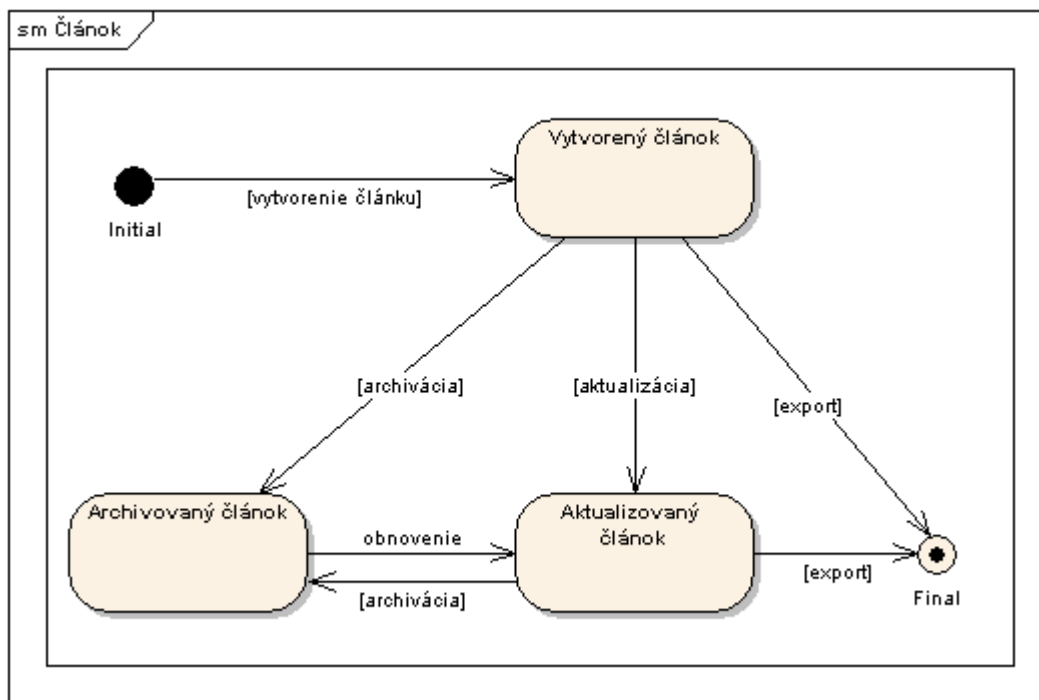 sm Článok
Vytvorený článok
[vytvorenie článku]
Initial
[archivácia]
[aktualizácia]
[export]
Archivovaný článok
Aktualizovaný
článok
obnovenie
[archivácia]
[export]
Final